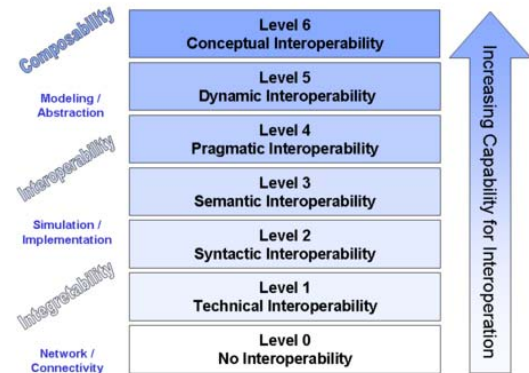 Composability
Modeling /
Abstraction
Interoperability
Simulation /
Implementation
Integretability
Network /
Connectivity
Level 6
Conceptual Interoperability
Level 5
Dynamic Interoperability
Level 4
Pragmatic Interoperability
Level 3
Semantic Interoperability
Level 2
Syntactic Interoperability
Level 1
Technical Interoperability
Level 0
No Interoperability
Increasing Capability for Interoperation